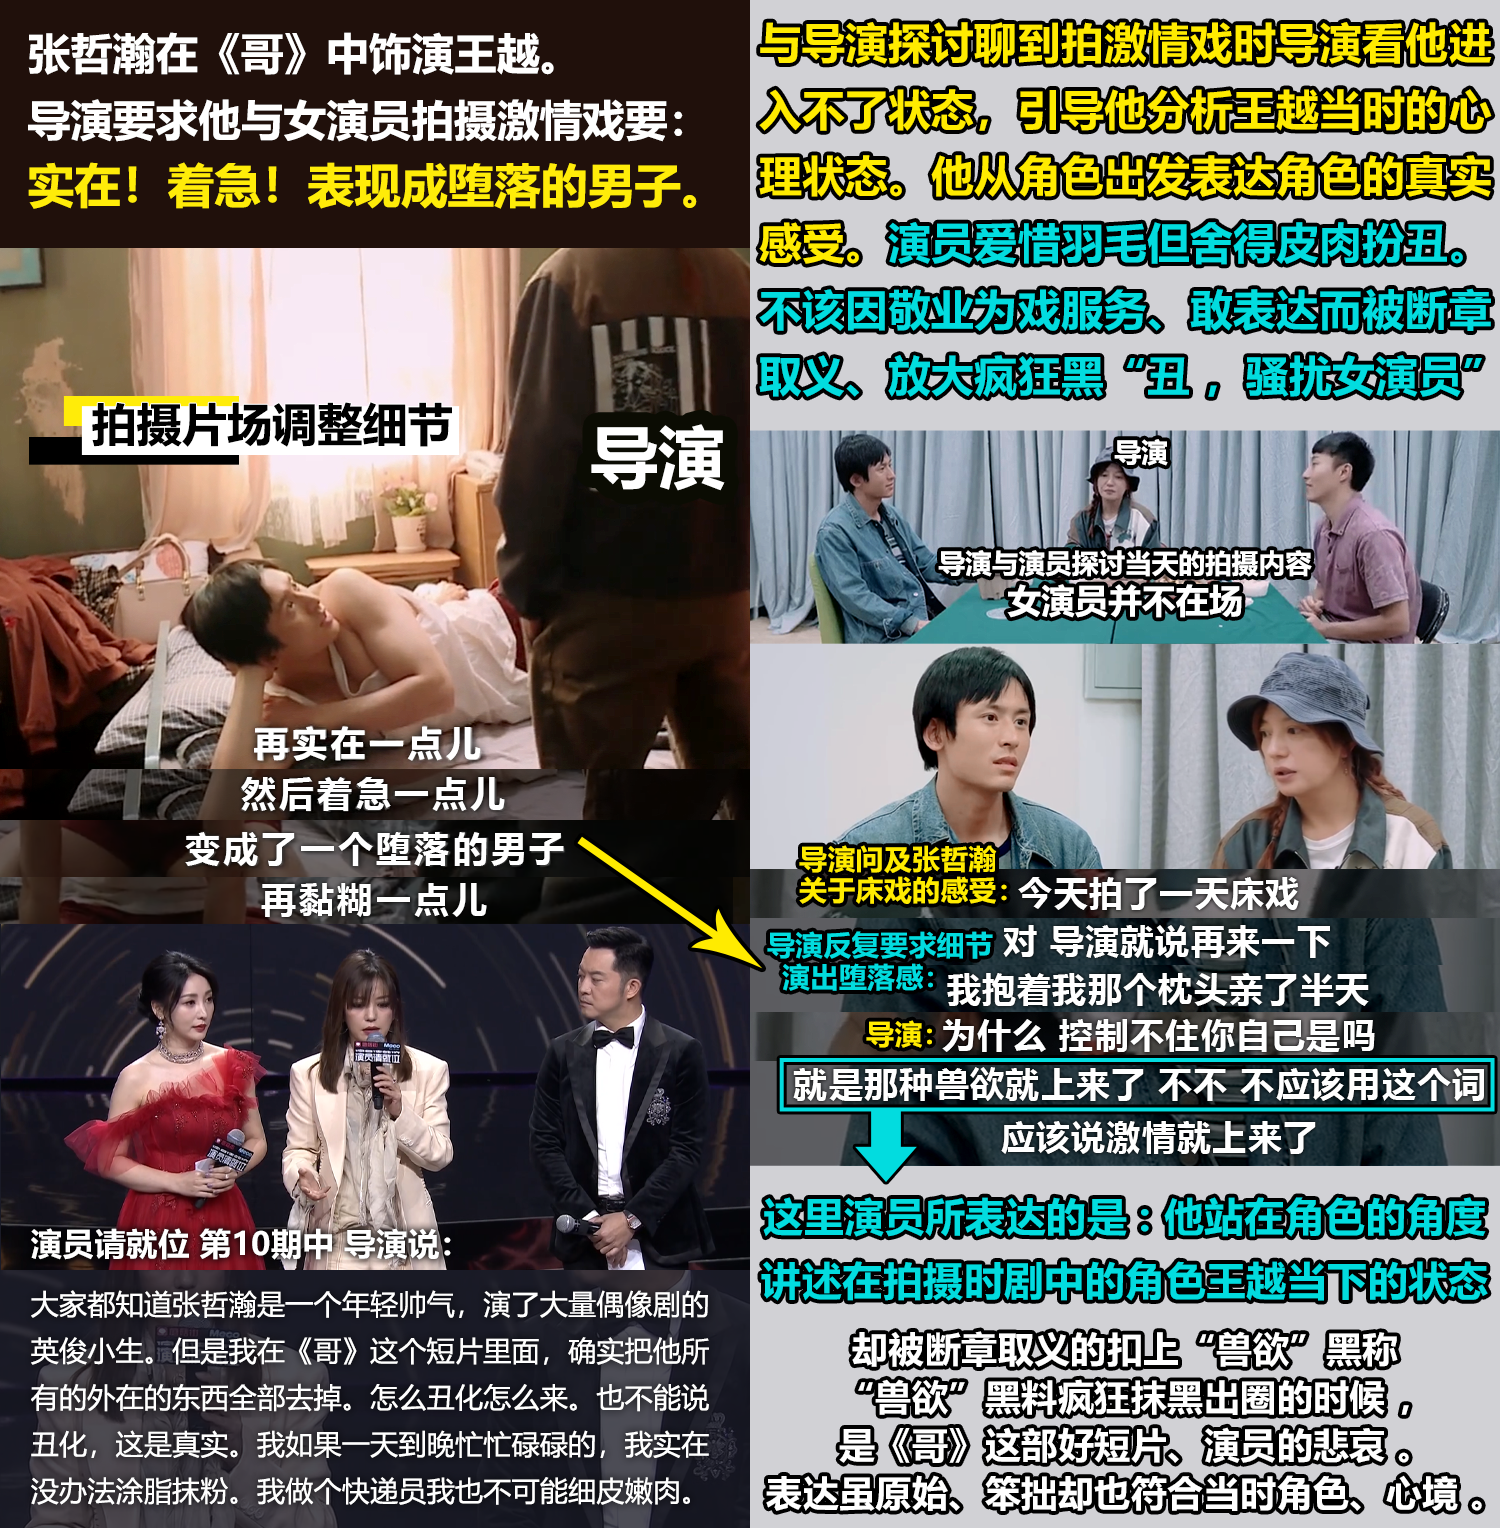 张哲瀚在《哥》中饰演王越。
导演要求他与女演员拍摄激情戏要：
实在！着急！表现成堕落的男子。
拍摄片场调整细节
导演
再实在一点儿
然后着急一点儿
变成了一个堕落的男子
再黏糊一点儿
演员请就位
演员请就位
演员请就位 第10期中 导演说：
大家都知道张哲瀚是一个年轻帅气，演了大量偶像剧的
英俊小生。但是我在《哥》这个短片里面，确实把他所
有的外在的东西全部去掉。怎么丑化怎么来。也不能说
丑化，这是真实。我如果一天到晚忙忙碌碌的，我实在
没办法涂脂抹粉。我做个快递员我也不可能细皮嫩肉。
与导演探讨聊到拍激情戏时导演看他进
入不了状态，引导他分析王越当时的心
理状态。他从角色出发表达角色的真实
感受。演员爱惜羽毛但舍得皮肉扮丑。
不该因敬业为戏服务、敢表达而被断章
取义、放大疯狂黑“丑，骚扰女演员”
导演
导演与演员探讨当天的拍摄内容
女演员并不在场
导演问及张哲瀚
关于床戏的感受：今天拍了一天床戏
导演反复要求细节
演出堕落感：
对 导演就说再来一下
我抱着我那个枕头亲了半天
导演：为什么 控制不住你自己是吗
就是那种兽欲就上来了 不不 不应该用这个词
应该说激情就上来了
这里演员所表达的是：他站在角色的角度
讲述在拍摄时剧中的角色王越当下的状态
却被断章取义的扣上“兽欲”黑称
“兽欲”黑料疯狂抹黑出圈的时候，
是《哥》这部好短片、演员的悲哀。
表达虽原始、笨拙却也符合当时角色、心境。